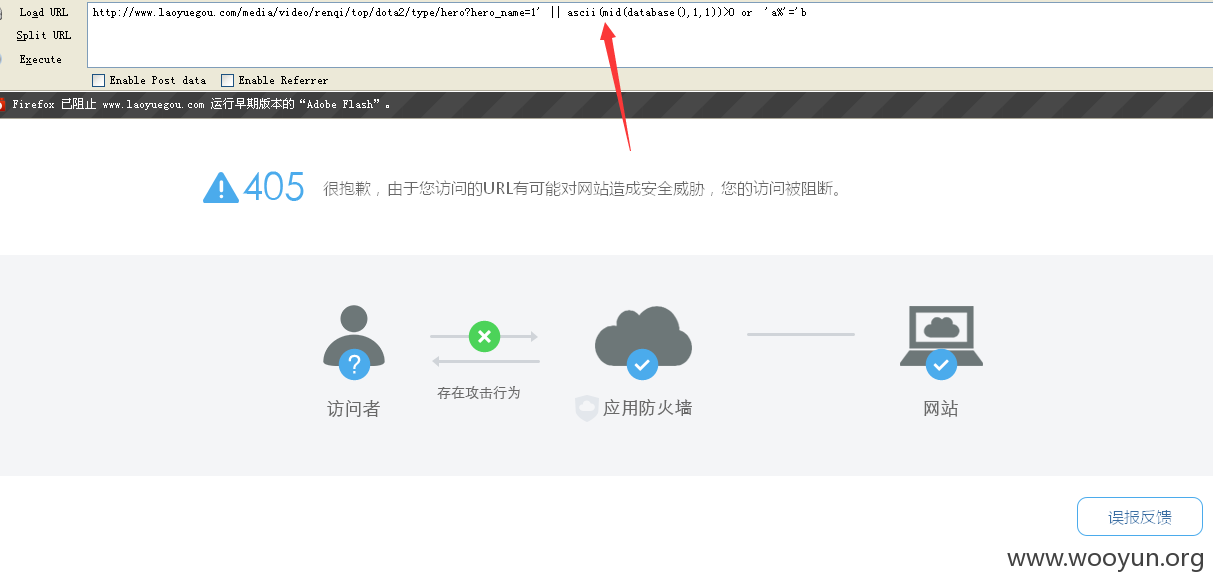 Load URL
http://www.laoyuegou.com/media/video/renqi/top/dota2/type/hero?hero_name=1' || ascii(mid(database(),1,1))>0 or 'a%'='b
Split URL
Execute
Enable Post data Enable Referrer
Firefox 已阻止 www.laoyuegou.com 运行早期版本的“Adobe Flash”。
405 很抱歉，由于您访问的URL有可能对网站造成安全威胁，您的访问被阻断。
存在攻击行为
访问者 应用防火墙 网站
误报反馈
www.wooyun.org